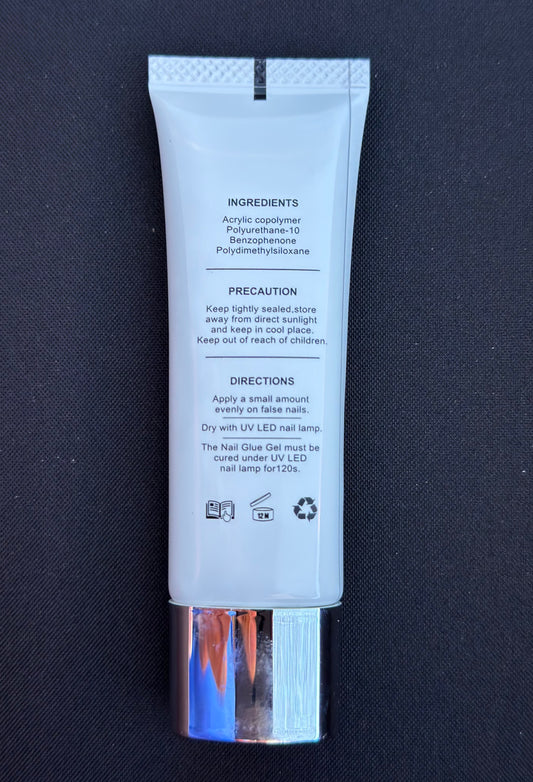 INGREDIENTS
Acrylic copolymer
Polyurethane-10
Benzophenone
Polydimethylsiloxane
PRECAUTION
Keep tightly sealed,store
away from direct sunlight
and keep in cool place.
Keep out of reach of children.
DIRECTIONS
Apply a small amount
evenly on false nails.
Dry with UV LED nail lamp.
The Nail Glue Gel must be
cured under UV LED
nail lamp for120s.
12 M